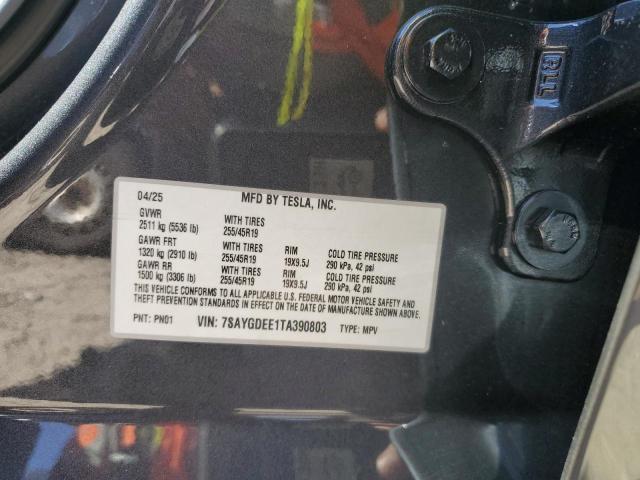 04/25 MFD BY TESLA, INC.
GVWR WITH TIRES
2511 kg (5536 lb) 255/45R19
GAWR FRT WITH TIRES RIM COLD TIRE PRESSURE
1320 kg (2910 lb) 255/45R19 19X9.5J 290 kPa, 42 psi
GAWR RR WITH TIRES RIM COLD TIRE PRESSURE
1500 kg (3306 lb) 255/45R19 19X9.5J 290 kPa, 42 psi
THIS VEHICLE CONFORMS TO ALL APPLICABLE U.S. FEDERAL MOTOR VEHICLE SAFETY AND
THEFT PREVENTION STANDARDS IN EFFECT ON THE DATE OF MANUFACTURE SHOWN ABOVE.
PNT: PN01 VIN: 7SAYGDEE1TA390803 TYPE: MPV
BLL